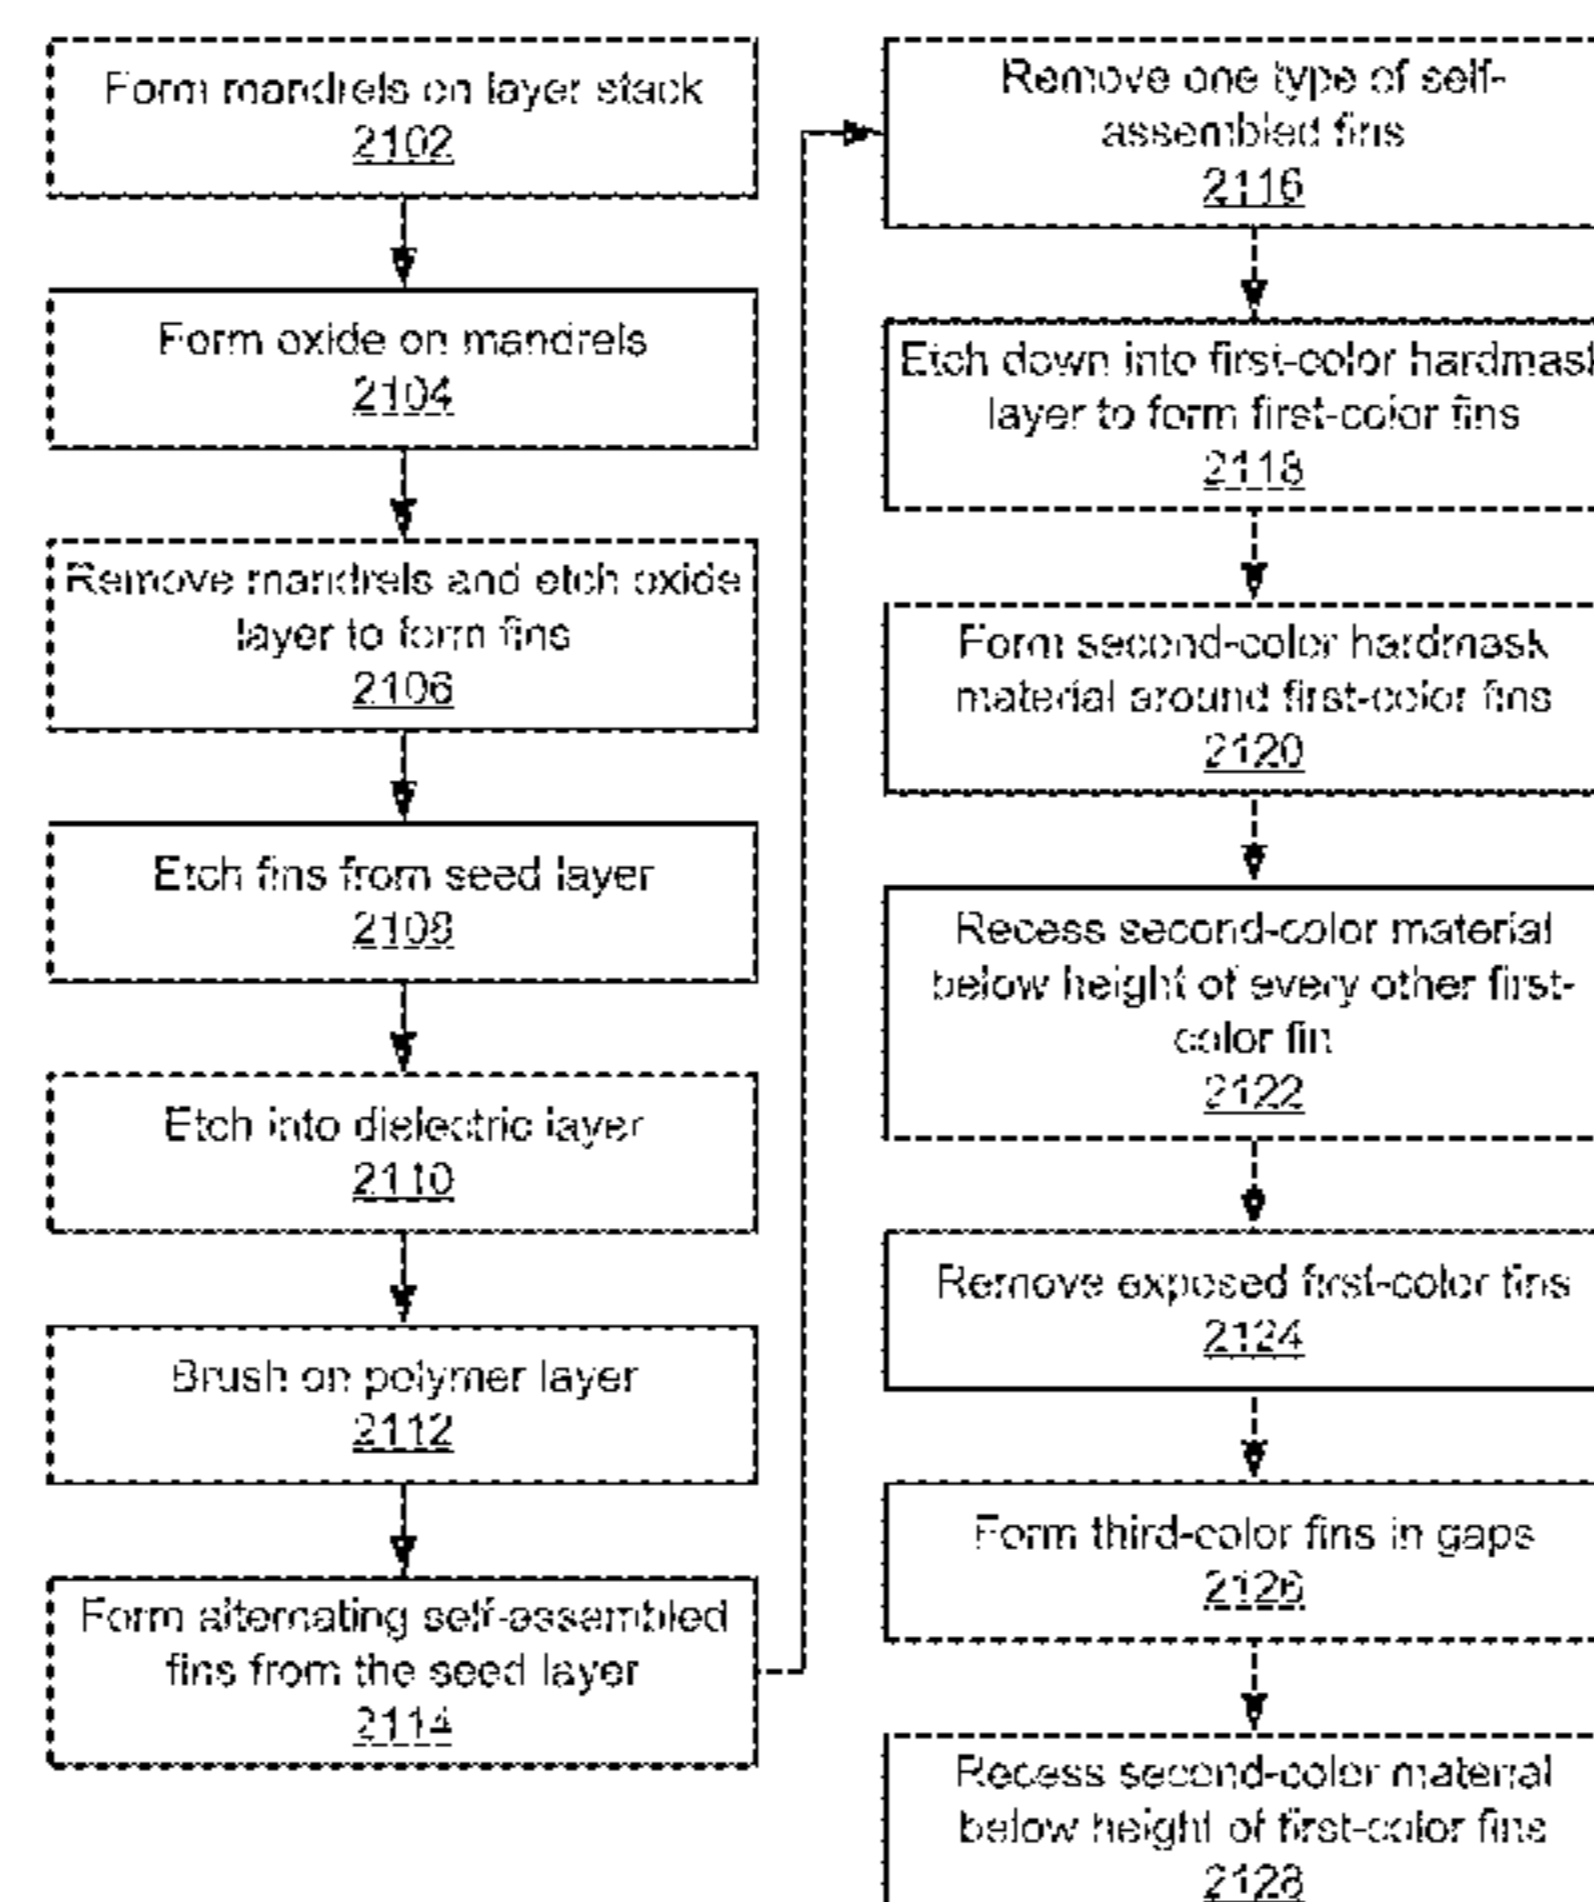 Form mandrels on layer stack
2102
Form oxide on mandrels
2104
Remove mandrels and etch oxide
layer to form fins
2106
Etch fins from seed layer
2108
Etch into dielectric layer
2110
Brush on polymer layer
2112
Form alternating self-assembled
fins from the seed layer
2114
Remove one type of self-
assembled fins
2116
Etch down into first-color hardmask
layer to form first-color fins
2118
Form second-color hardmask
material around first-color fins
2120
Recess second-color material
below height of every other first-
color fin
2122
Remove exposed first-color fins
2124
Form third-color fins in gaps
2126
Recess second-color material
below height of first-color fins
2128